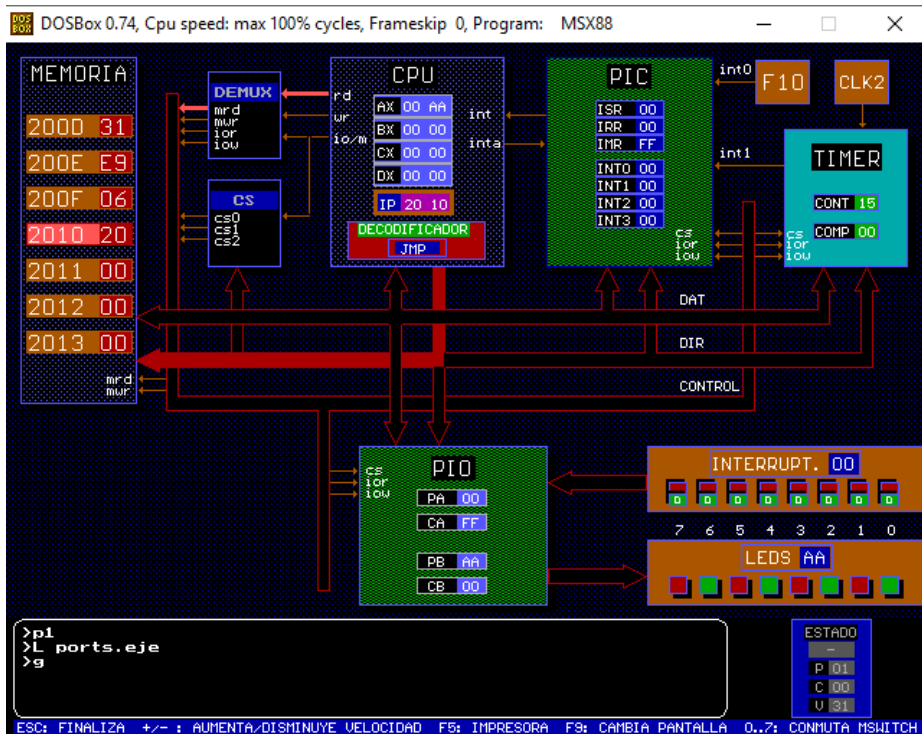 DOSBox 0.74, Cpu speed: max 100% cycles, Frameskip 0, Program: MSX88
MEMORIA
200D 31
200E E9
200F 06
2010 20
2011 00
2012 00
2013 00
mrd
mwr
DEMUX
mrd
mwr
ior
iow
CS
cs0
cs1
cs2
CPU
rd
wr
io/m
AX 00 AA
BX 00 00
CX 00 00
DX 00 00
IP 20 10
DECODIFICADOR
JMP
int
inta
PIC
ISR 00
IRR 00
IMR FF
INT0 00
INT1 00
INT2 00
INT3 00
cs
ior
iow
int0
F10
CLK2
int1
TIMER
CONT 15
COMP 00
cs
ior
iow
DAT
DIR
CONTROL
PIO
cs
ior
iow
PA 00
CA FF
PB AA
CB 00
INTERRUPT. 00
D D D D D D D D
7 6 5 4 3 2 1 0
LEDS AA
>p1
>L ports.eje
>g
ESTADO
-
P 01
C 00
V 31
ESC: FINALIZA +/- : AUMENTA/DISMINUYE VELOCIDAD F5: IMPRESORA F9: CAMBIA PANTALLA 0..7: CONMUTA MSWITCH